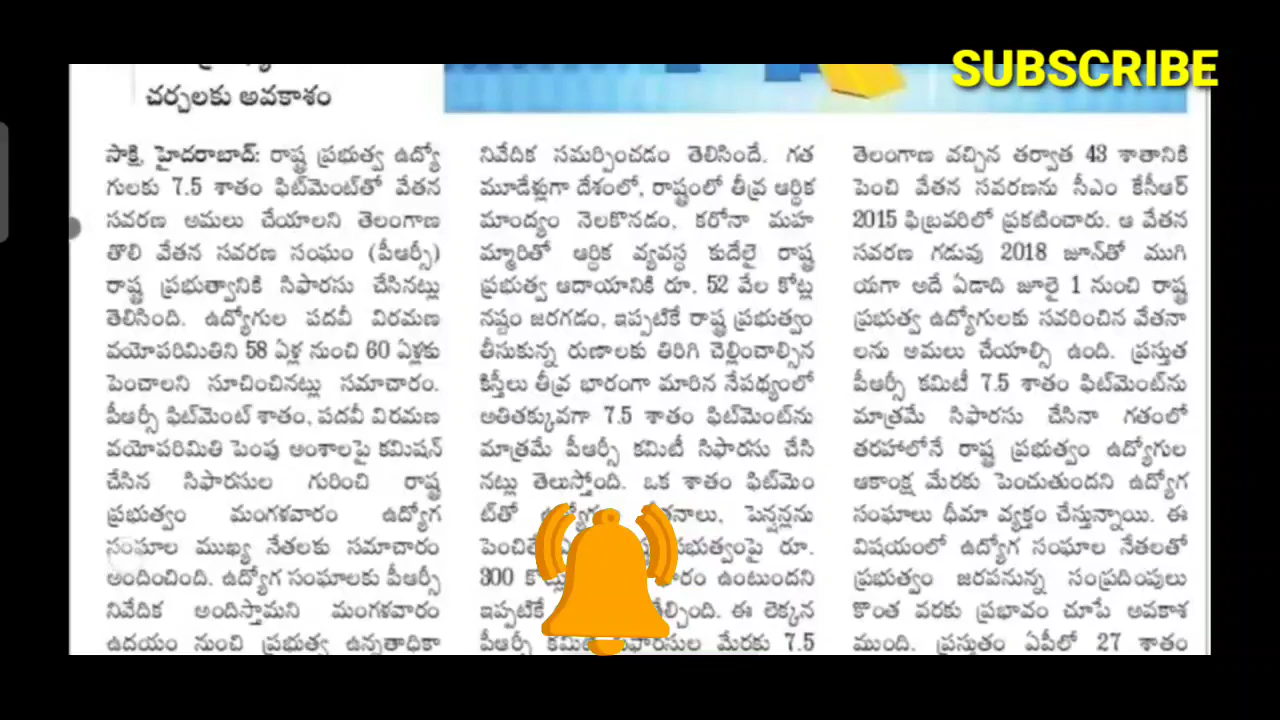 SUBSCRIBE
చర్చలకు అవకాశం
సాక్షి, హైదరాబాద్: రాష్ట్ర ప్రభుత్వ ఉద్యో
గులకు 7.5 శాతం ఫిట్‌మెంట్‌తో వేతన
సవరణ అమలు దేయాలని తెలంగాణ
తొలి వేతన సవరణ సంఘం (పీఆర్సీ)
రాష్ట్ర ప్రభుత్వానికి సిఫారసు చేసినట్లు
తెలిసింది. ఉద్యోగుల పదవీ విరమణ
వయోపరిమితిని 58 ఏళ్ల నుంచి 60 ఏళ్లకు
పెంచాలని సూచించినట్లు సమాచారం.
పీఆర్సీ ఫిట్‌మెంట్ శాతం, పదవీ విరమణ
వయోపరిమితి పెంపు అంశాలపై కమిషన్
చేసిన సిఫారసుల గురించి రాష్ట్ర
ప్రభుత్వం మంగళవారం ఉద్యోగ
సంఘాల ముఖ్య నేతలకు సమాచారం
అందించింది. ఉద్యోగ సంఘాలకు పీఆర్సీ
నివేదిక అందిస్తామని మంగళవారం
ఉదయం నుంచి ప్రభుత్వ ఉన్నతాధికా
నివేదిక సమర్పించడం తెలిసిందే. గత
మూడేళ్లుగా దేశంలో, రాష్ట్రంలో తీవ్ర ఆర్థిక
మాంద్యం నెలకొనడం, కరోనా మహ
మ్మారితో ఆర్థిక వ్యవస్థ కుదేలై రాష్ట్ర
ప్రభుత్వ ఆదాయానికి రూ. 52 వేల కోట్ల
నష్టం జరగడం, ఇప్పటికే రాష్ట్ర ప్రభుత్వం
తీసుకున్న రుణాలకు తిరిగి చెల్లించాల్సిన
కిస్తీలు తీవ్ర భారంగా మారిన నేపథ్యంలో
అతితక్కువగా 7.5 శాతం ఫిట్‌మెంట్‌ను
మాత్రమే పీఆర్సీ కమిటీ సిఫారసు చేసి
నట్లు తెలుస్తోంది. ఒక శాతం ఫిట్‌మెం
ట్‌తో పెన్షన్లను
రూ.
300 ఉంటుందని
ఇప్పటికే ఈ లెక్కన
పీఆర్సీ మేరకు 7.5
తెలంగాణ వచ్చిన తర్వాత 43 శాతానికి
పెంచి వేతన సవరణను సీఎం కేసీఆర్
2015 ఫిబ్రవరిలో ప్రకటించారు. ఆ వేతన
సవరణ గడువు 2018 జూన్‌తో ముగి
యగా అదే ఏడాది జూలై 1 నుంచి రాష్ట్ర
ప్రభుత్వ ఉద్యోగులకు సవరించిన వేతనా
లను అమలు చేయాల్సి ఉంది. ప్రస్తుత
పీఆర్సీ కమిటీ 7.5 శాతం ఫిట్‌మెంట్‌ను
మాత్రమే సిఫారసు చేసినా గతంలో
తరహాలోనే రాష్ట్ర ప్రభుత్వం ఉద్యోగుల
ఆకాంక్ష మేరకు పెంచుతుందని ఉద్యోగ
సంఘాలు ధీమా వ్యక్తం చేస్తున్నాయి. ఈ
విషయంలో ఉద్యోగ సంఘాల నేతలతో
ప్రభుత్వం జరపనున్న సంప్రదింపులు
కొంత వరకు ప్రభావం చూపే అవకాశ
ముంది. ప్రస్తుతం ఏపీలో 27 శాతం